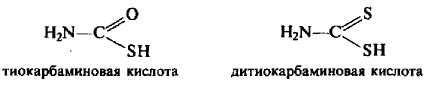 H₂N—C
O
SH
тиокарбаминовая кислота
H₂N—C
S
SH
дитиокарбаминовая кислота